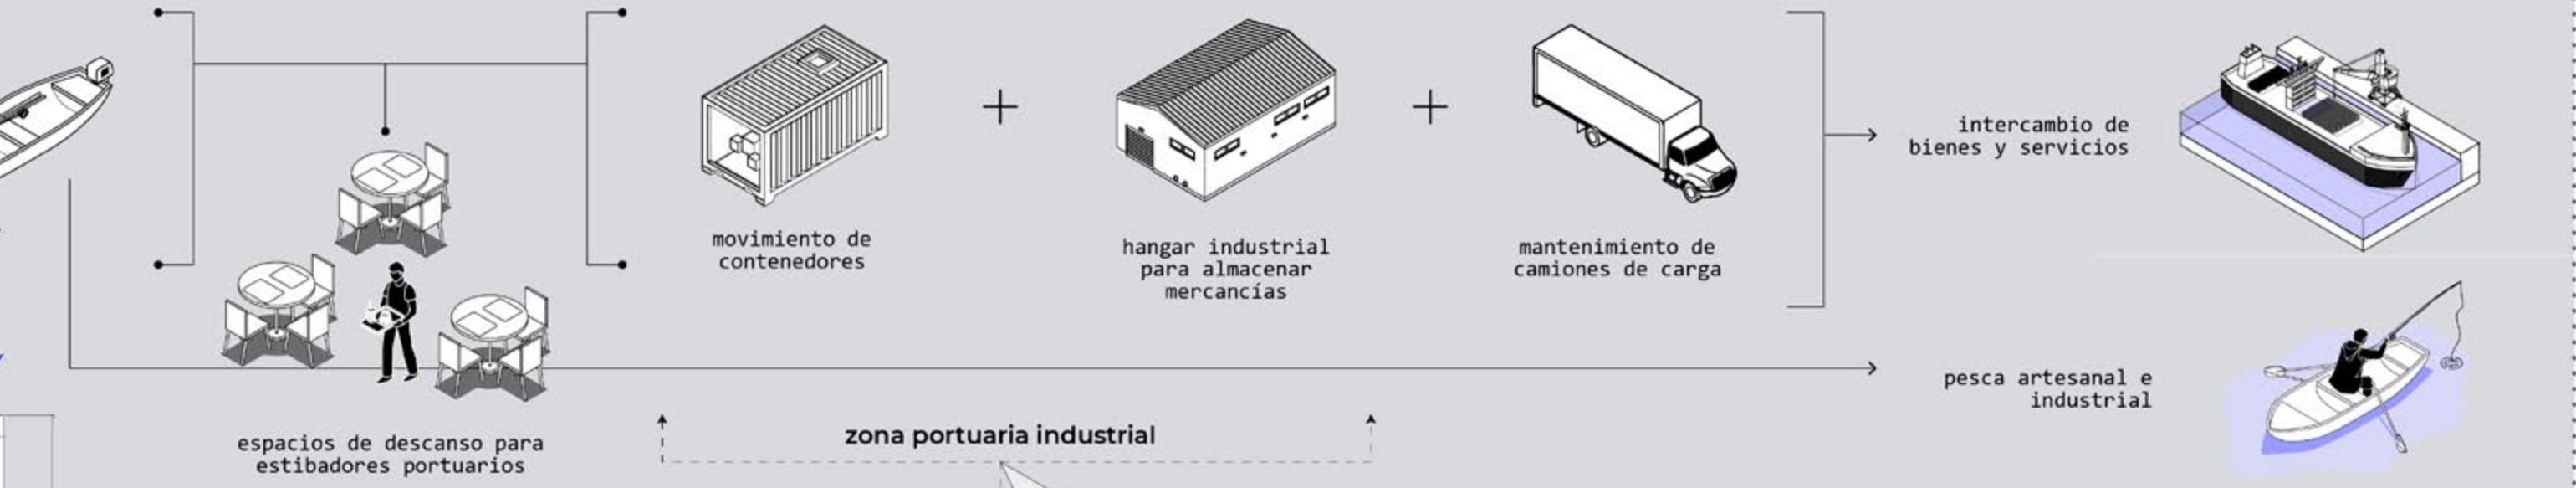 movimiento de
contenedores
hangar industrial
para almacenar
mercancías
mantenimiento de
camiones de carga
intercambio de
bienes y servicios
pesca artesanal e
industrial
espacios de descanso para
estibadores portuarios
zona portuaria industrial